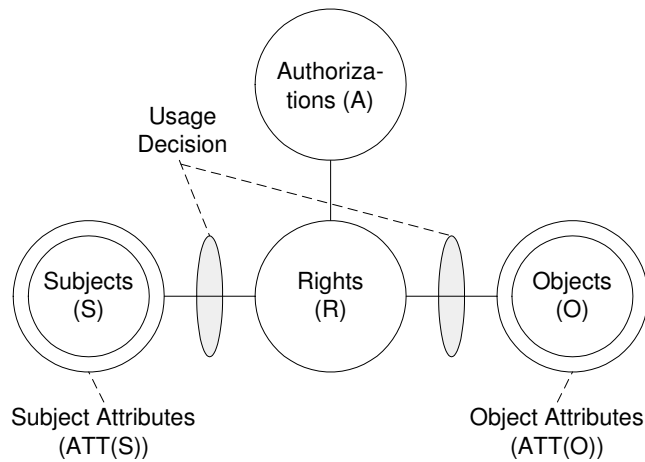 Authoriza-
tions (A)
Usage
Decision
Subjects
(S)
Rights
(R)
Objects
(O)
Subject Attributes
(ATT(S))
Object Attributes
(ATT(O))